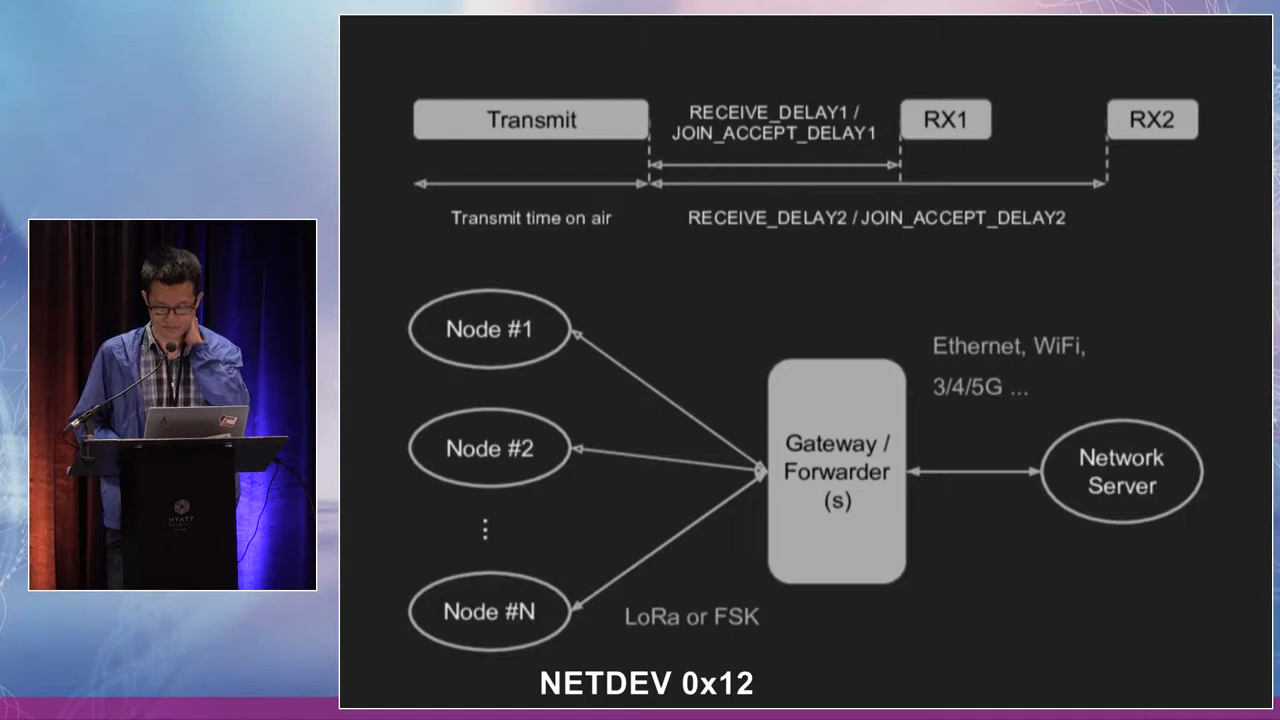 Transmit
RECEIVE_DELAY1 /
JOIN_ACCEPT_DELAY1
RX1
RX2
Transmit time on air
RECEIVE_DELAY2 / JOIN_ACCEPT_DELAY2
Node #1
Node #2
⋮
Node #N
LoRa or FSK
Gateway /
Forwarder
(s)
Ethernet, WiFi,
3/4/5G ...
Network
Server
HYATT
NETDEV 0x12